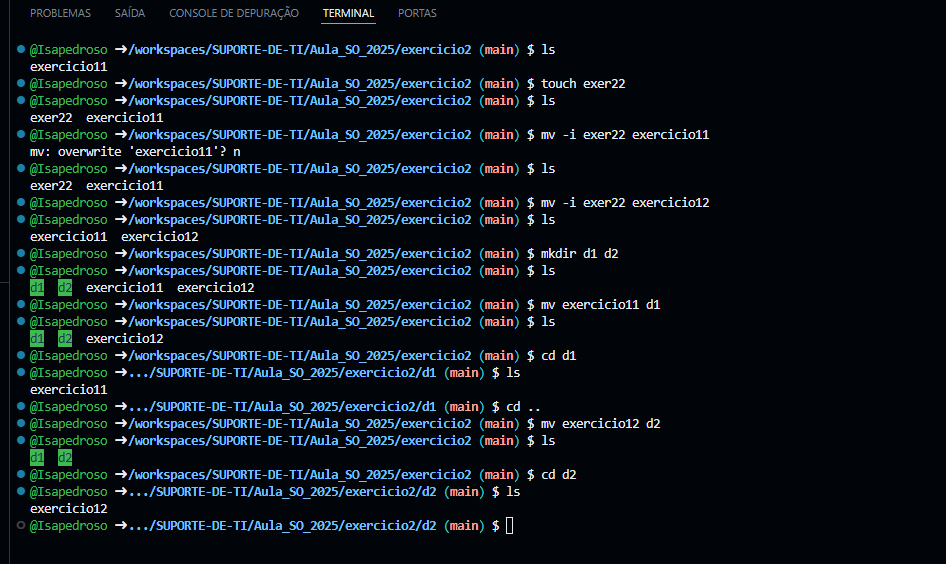 PROBLEMAS SAÍDA CONSOLE DE DEPURAÇÃO TERMINAL PORTAS
@Isapedroso ➜/workspaces/SUPORTE-DE-TI/Aula_SO_2025/exercicio2 (main) $ ls
exercicio11
@Isapedroso ➜/workspaces/SUPORTE-DE-TI/Aula_SO_2025/exercicio2 (main) $ touch exer22
@Isapedroso ➜/workspaces/SUPORTE-DE-TI/Aula_SO_2025/exercicio2 (main) $ ls
exer22 exercicio11
@Isapedroso ➜/workspaces/SUPORTE-DE-TI/Aula_SO_2025/exercicio2 (main) $ mv -i exer22 exercicio11
mv: overwrite 'exercicio11'? n
@Isapedroso ➜/workspaces/SUPORTE-DE-TI/Aula_SO_2025/exercicio2 (main) $ ls
exer22 exercicio11
@Isapedroso ➜/workspaces/SUPORTE-DE-TI/Aula_SO_2025/exercicio2 (main) $ mv -i exer22 exercicio12
@Isapedroso ➜/workspaces/SUPORTE-DE-TI/Aula_SO_2025/exercicio2 (main) $ ls
exercicio11 exercicio12
@Isapedroso ➜/workspaces/SUPORTE-DE-TI/Aula_SO_2025/exercicio2 (main) $ mkdir d1 d2
@Isapedroso ➜/workspaces/SUPORTE-DE-TI/Aula_SO_2025/exercicio2 (main) $ ls
d1 d2 exercicio11 exercicio12
@Isapedroso ➜/workspaces/SUPORTE-DE-TI/Aula_SO_2025/exercicio2 (main) $ mv exercicio11 d1
@Isapedroso ➜/workspaces/SUPORTE-DE-TI/Aula_SO_2025/exercicio2 (main) $ ls
d1 d2 exercicio12
@Isapedroso ➜/workspaces/SUPORTE-DE-TI/Aula_SO_2025/exercicio2 (main) $ cd d1
@Isapedroso ➜.../SUPORTE-DE-TI/Aula_SO_2025/exercicio2/d1 (main) $ ls
exercicio11
@Isapedroso ➜.../SUPORTE-DE-TI/Aula_SO_2025/exercicio2/d1 (main) $ cd ..
@Isapedroso ➜/workspaces/SUPORTE-DE-TI/Aula_SO_2025/exercicio2 (main) $ mv exercicio12 d2
@Isapedroso ➜/workspaces/SUPORTE-DE-TI/Aula_SO_2025/exercicio2 (main) $ ls
d1 d2
@Isapedroso ➜/workspaces/SUPORTE-DE-TI/Aula_SO_2025/exercicio2 (main) $ cd d2
@Isapedroso ➜.../SUPORTE-DE-TI/Aula_SO_2025/exercicio2/d2 (main) $ ls
exercicio12
@Isapedroso ➜.../SUPORTE-DE-TI/Aula_SO_2025/exercicio2/d2 (main) $